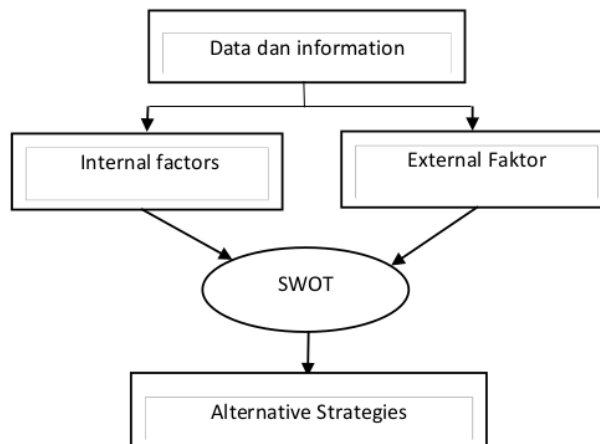 Data dan information
Internal factors
External Faktor
SWOT
Alternative Strategies